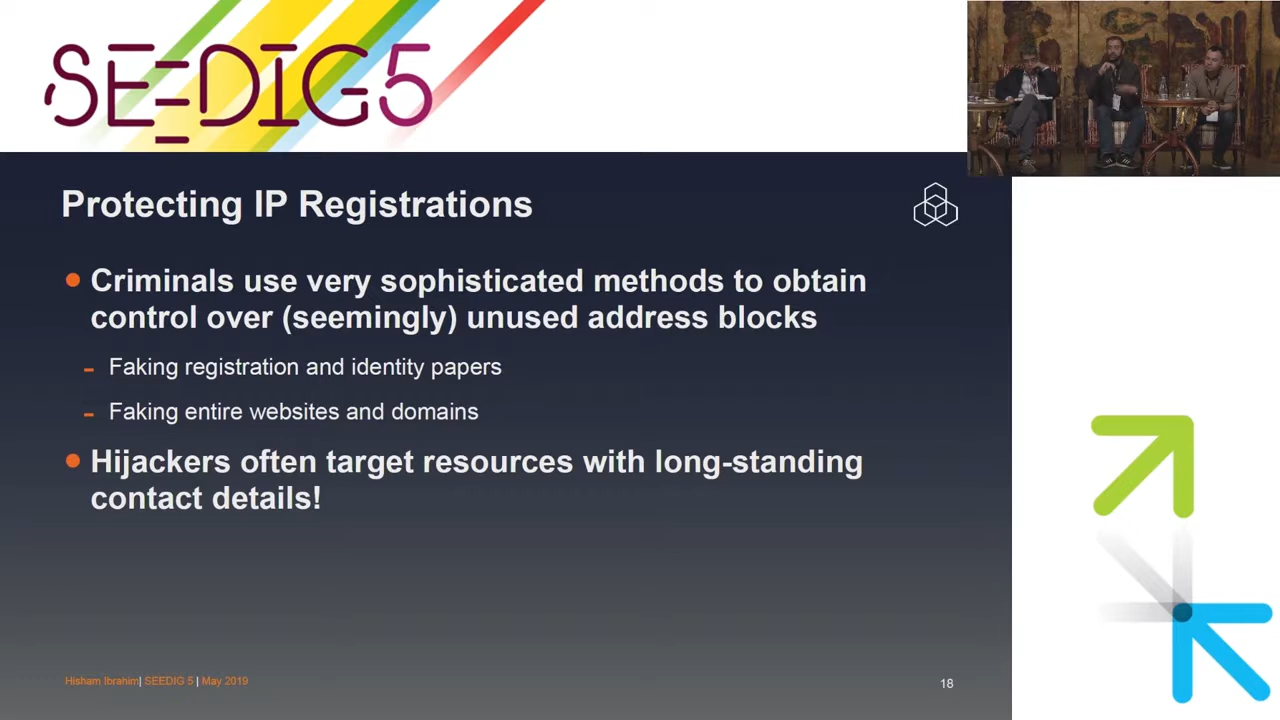 SEEDIG5
Protecting IP Registrations
Criminals use very sophisticated methods to obtain
control over (seemingly) unused address blocks
Faking registration and identity papers
Faking entire websites and domains
Hijackers often target resources with long-standing
contact details!
Hisham Ibrahim| SEEDIG 5 | May 2019
18